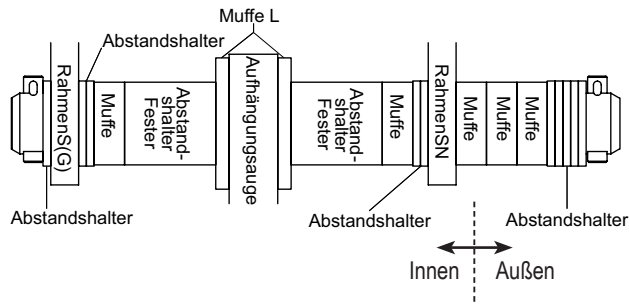 Muffe L
Abstandshalter
RahmenS(G)
Muffe
Abstand-
shalter
Fester
Aufhängungsauge
Abstand-
shalter
Fester
Muffe
RahmenSN
Muffe
Muffe
Muffe
Abstandshalter
Abstandshalter
Abstandshalter
Innen
Außen